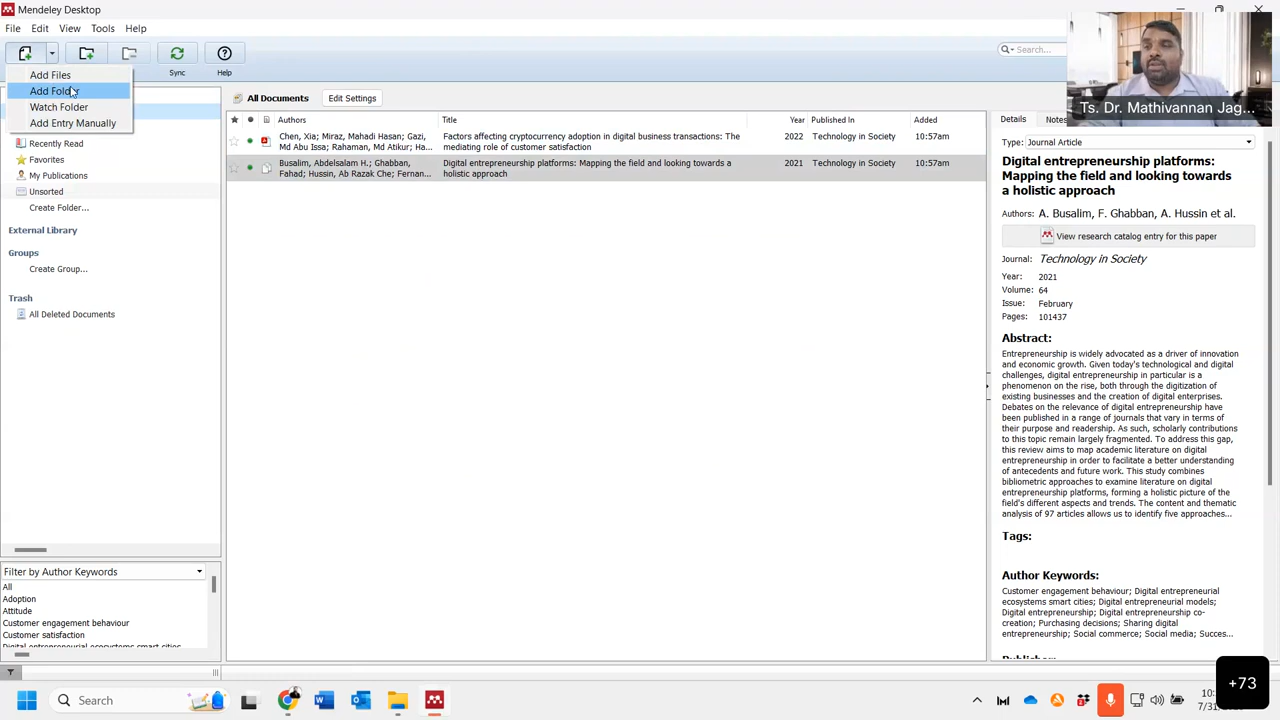 Mendeley Desktop
File Edit View Tools Help
Sync Help
Search...
Add Files
Add Folder
Watch Folder
Add Entry Manually
Recently Read
Favorites
My Publications
Unsorted
Create Folder...
External Library
Groups
Create Group...
Trash
All Deleted Documents
Filter by Author Keywords
All
Adoption
Attitude
Customer engagement behaviour
Customer satisfaction
Digital entrepreneurial ecosystems smart cities
All Documents Edit Settings
Authors Title Year Published In Added
Chen, Xia; Miraz, Mahadi Hasan; Gazi, Factors affecting cryptocurrency adoption in digital business transactions: The 2022 Technology in Society 10:57am
Md Abu Issa; Rahaman, Md Atikur; Ha... mediating role of customer satisfaction
Busalim, Abdelsalam H.; Ghabban, Digital entrepreneurship platforms: Mapping the field and looking towards a 2021 Technology in Society 10:57am
Fahad; Hussin, Ab Razak Che; Fernan... holistic approach
Ts. Dr. Mathivannan Jag...
Details Notes
Type: Journal Article
Digital entrepreneurship platforms:
Mapping the field and looking towards
a holistic approach
Authors: A. Busalim, F. Ghabban, A. Hussin et al.
View research catalog entry for this paper
Journal: Technology in Society
Year: 2021
Volume: 64
Issue: February
Pages: 101437
Abstract:
Entrepreneurship is widely advocated as a driver of innovation
and economic growth. Given today's technological and digital
challenges, digital entrepreneurship in particular is a
phenomenon on the rise, both through the digitization of
existing businesses and the creation of digital enterprises.
Debates on the relevance of digital entrepreneurship have
been published in a range of journals that vary in terms of
their purpose and readership. As such, scholarly contributions
to this topic remain largely fragmented. To address this gap,
this review aims to map academic literature on digital
entrepreneurship in order to facilitate a better understanding
of antecedents and future work. This study combines
bibliometric approaches to examine literature on digital
entrepreneurship platforms, forming a holistic picture of the
field's different aspects and trends. The content and thematic
analysis of 97 articles allows us to identify five approaches...
Tags:
Author Keywords:
Customer engagement behaviour; Digital entrepreneurial
ecosystems smart cities; Digital entrepreneurial models;
Digital entrepreneurship; Digital entrepreneurship co-
creation; Purchasing decisions; Sharing digital
entrepreneurship; Social commerce; Social media; Succes...
+73
Search